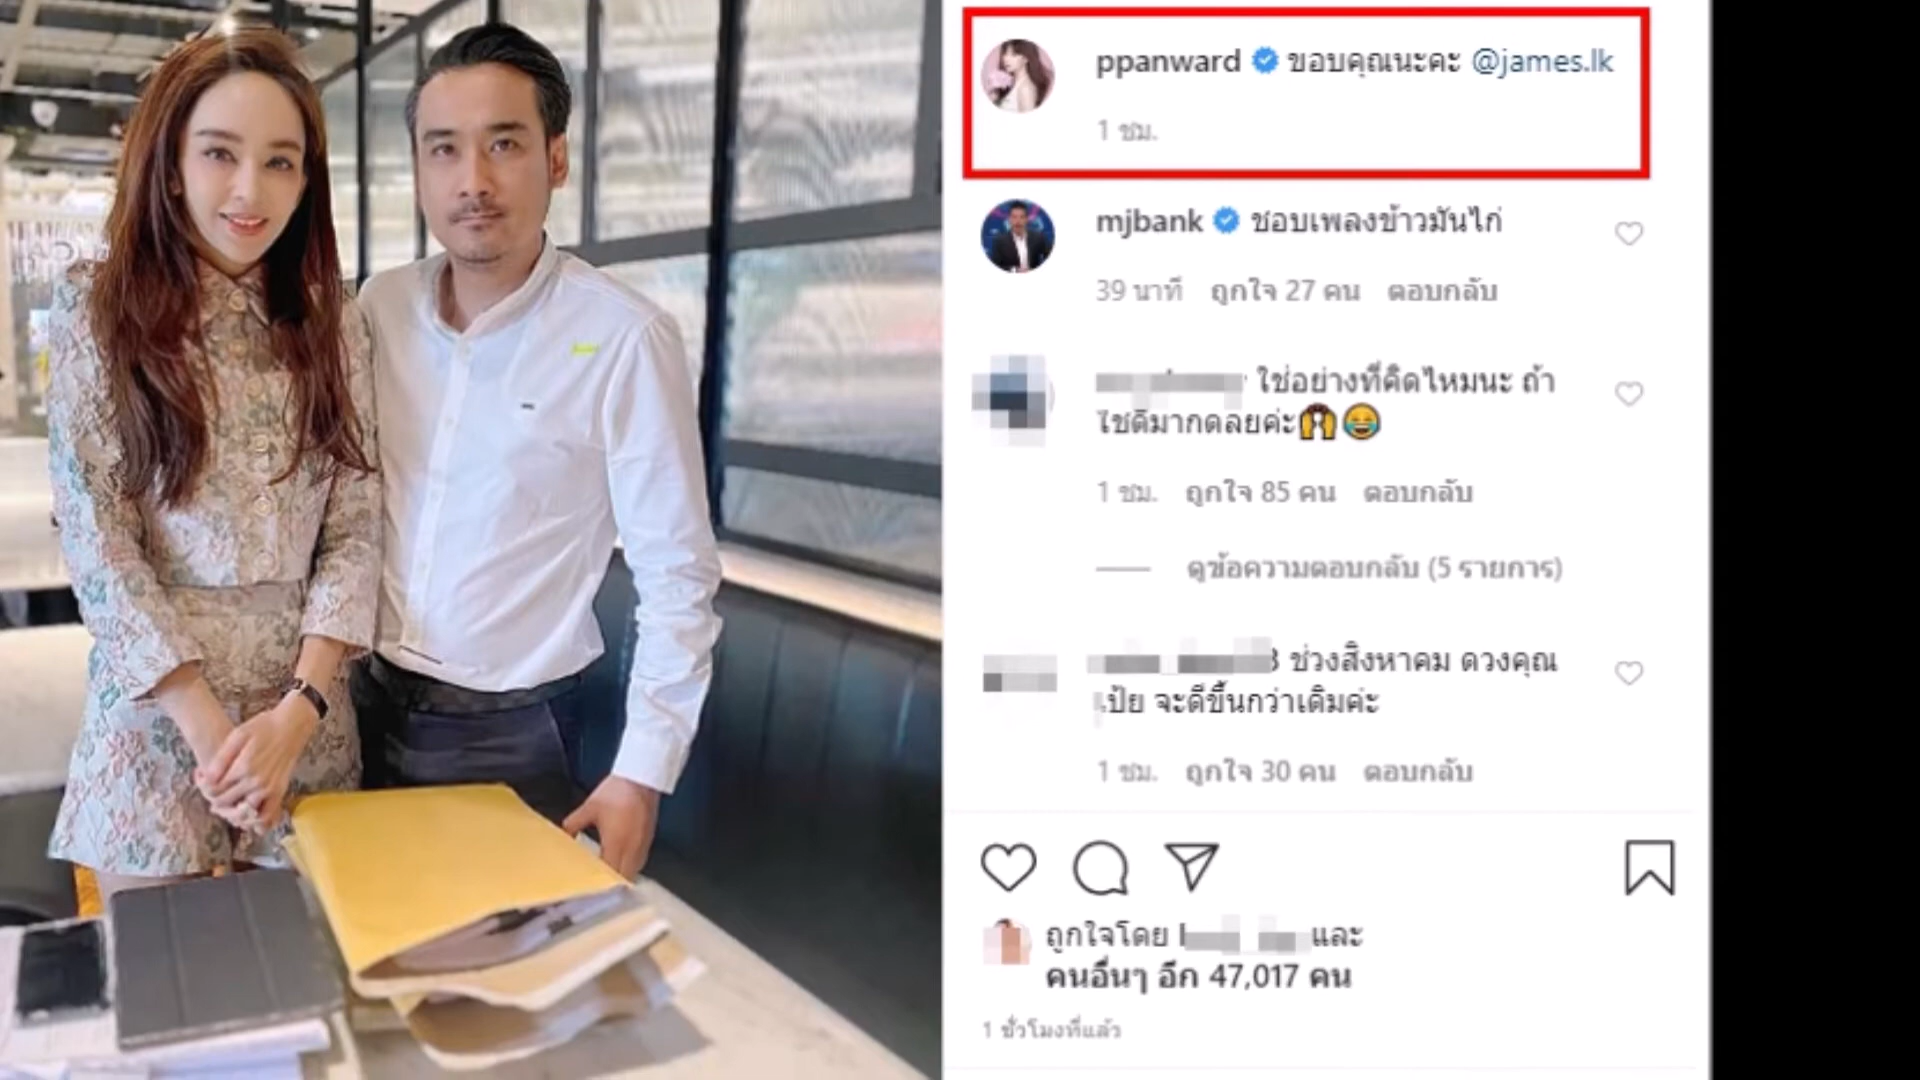 ppanward ขอบคุณนะคะ @james.lk
1 ชม.
mjbank ชอบเพลงข้าวมันไก่
39 นาที ถูกใจ 27 คน ตอบกลับ
ใช่อย่างที่คิดไหมนะ ถ้า
ไชดีมากดลยค่ะ🙌😂
1 ชม. ถูกใจ 85 คน ตอบกลับ
ดูข้อความตอบกลับ (5 รายการ)
3 ช่วงสิงหาคม ดวงคุณ
เป้ย จะดีขึ้นกว่าเดิมค่ะ
1 ชม. ถูกใจ 30 คน ตอบกลับ
ถูกใจโดย และ
คนอื่นๆ อีก 47,017 คน
1 ชั่วโมงที่แล้ว